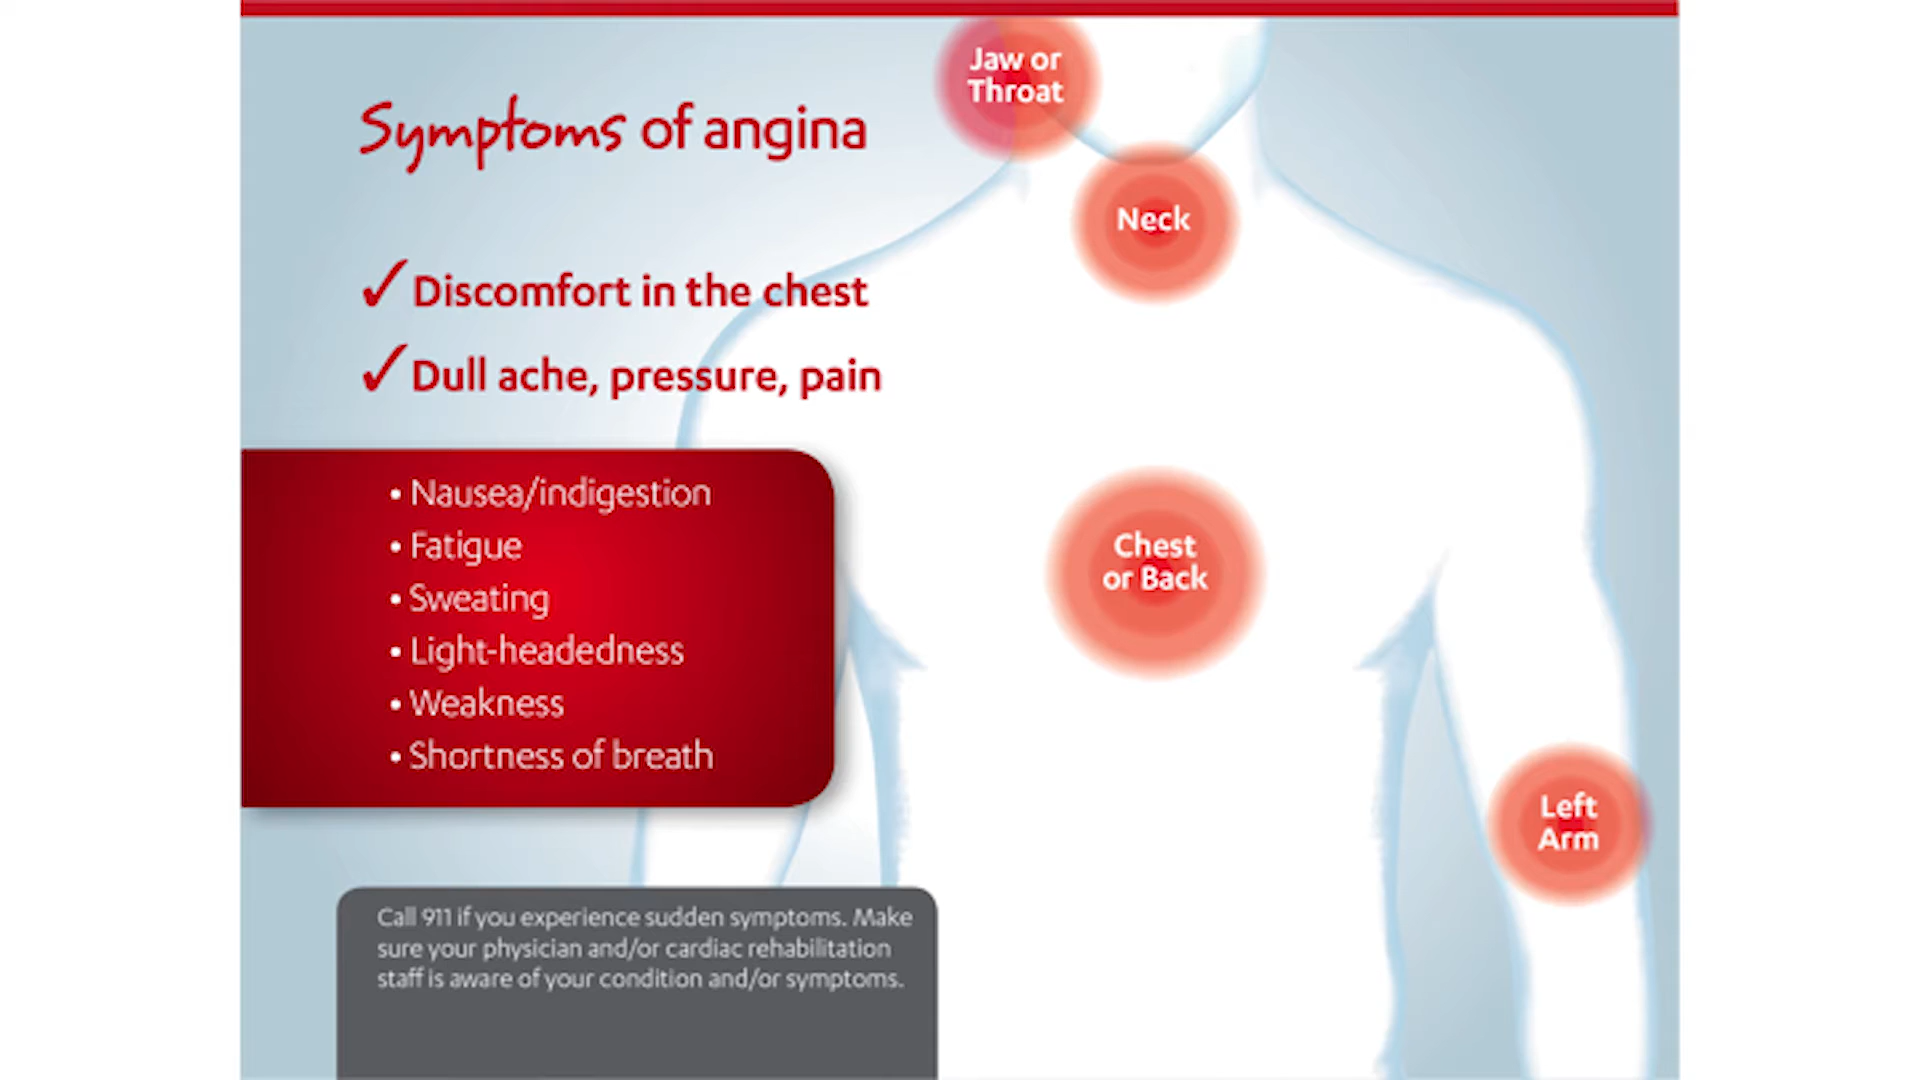 Symptoms of angina
✓ Discomfort in the chest
✓ Dull ache, pressure, pain
• Nausea/indigestion
• Fatigue
• Sweating
• Light-headedness
• Weakness
• Shortness of breath
Call 911 if you experience sudden symptoms. Make
sure your physician and/or cardiac rehabilitation
staff is aware of your condition and/or symptoms.
Jaw or
Throat
Neck
Chest
or Back
Left
Arm